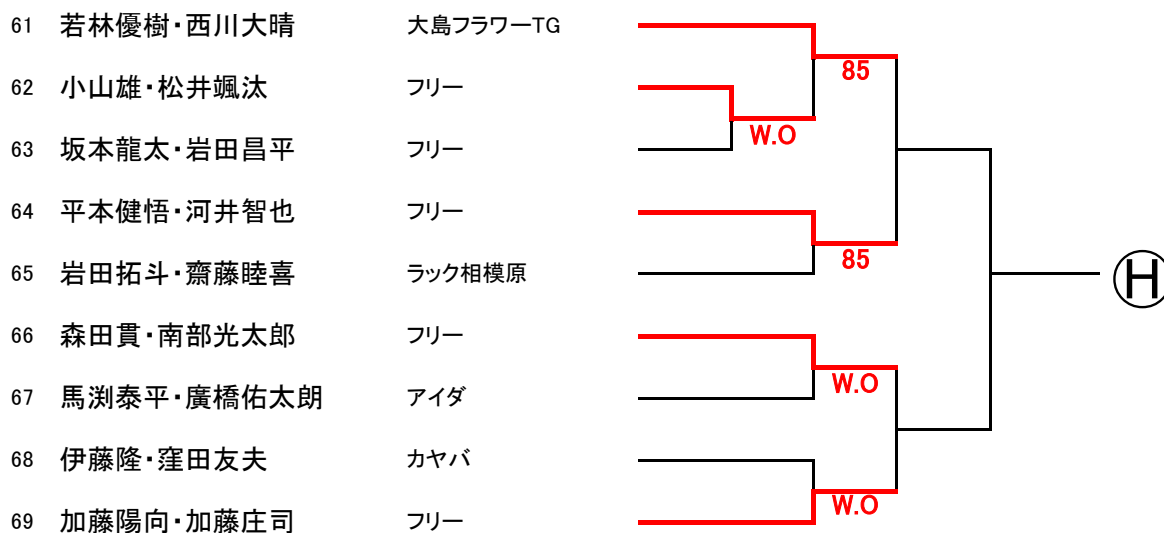 61 若林優樹・西川大晴 大島フラワーTG
85
62 小山雄・松井颯汰 フリー
W.O
63 坂本龍太・岩田昌平 フリー
64 平本健悟・河井智也 フリー
85
65 岩田拓斗・齋藤睦喜 ラック相模原
H
66 森田貫・南部光太郎 フリー
W.O
67 馬渕泰平・廣橋佑太朗 アイダ
68 伊藤隆・窪田友夫 カヤバ
W.O
69 加藤陽向・加藤庄司 フリー